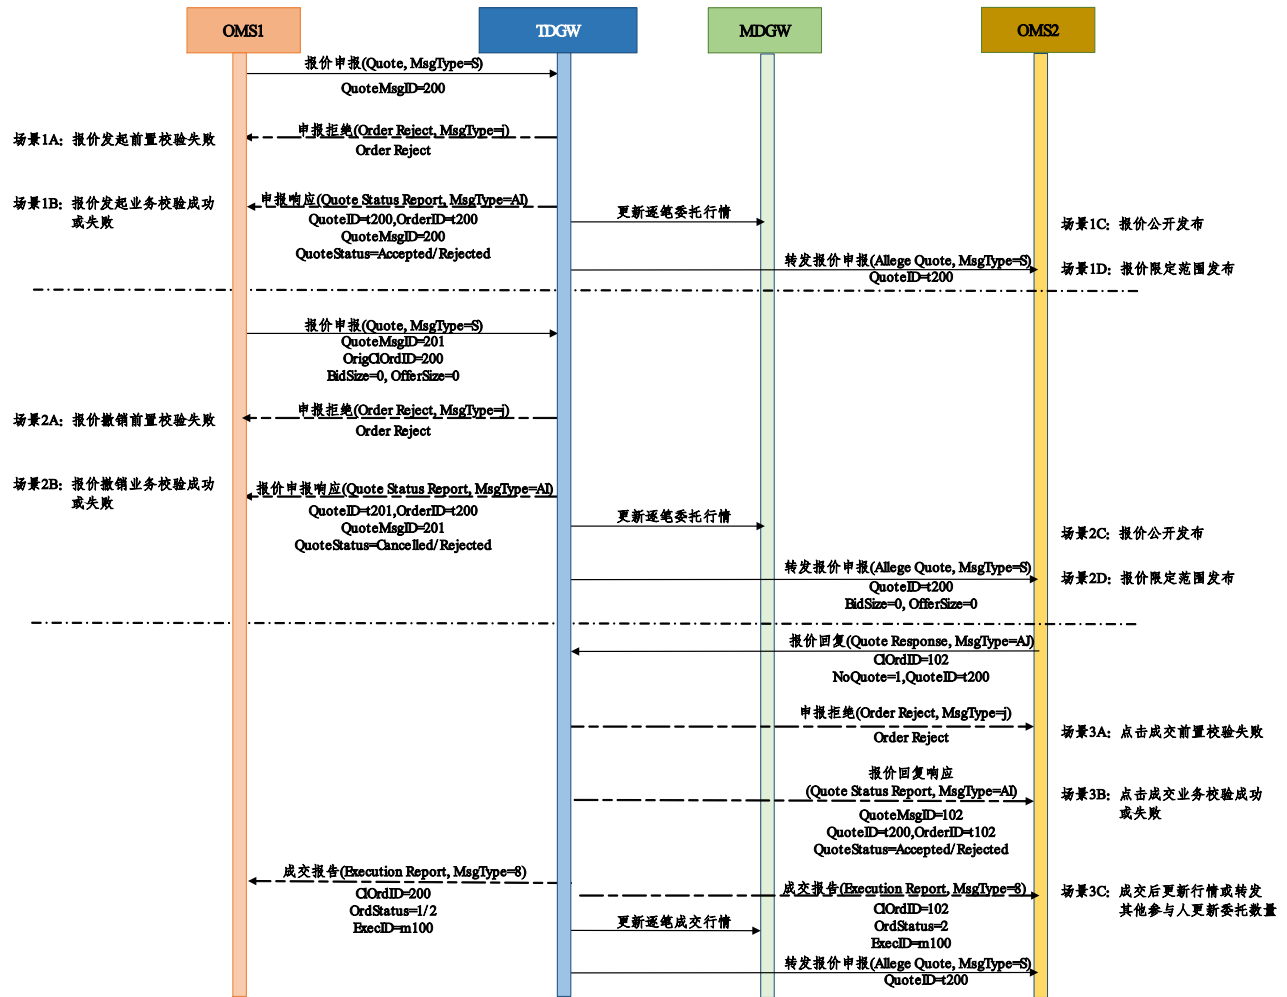 OMS1
TDGW
MDGW
OMS2
报价申报(Quote, MsgType=S)
QuoteMsgID=200
场景1A：报价发起前置校验失败
申报拒绝(Order Reject, MsgType=j)
Order Reject
场景1B：报价发起业务校验成功
或失败
申报响应(Quote Status Report, MsgType=AI)
QuoteID=t200,OrderID=t200
QuoteMsgID=200
QuoteStatus=Accepted/Rejected
更新逐笔委托行情
场景1C：报价公开发布
转发报价申报(Allege Quote, MsgType=S)
QuoteID=t200
场景1D：报价限定范围发布
报价申报(Quote, MsgType=S)
QuoteMsgID=201
OrigClOrdID=200
BidSize=0, OfferSize=0
场景2A：报价撤销前置校验失败
申报拒绝(Order Reject, MsgType=j)
Order Reject
场景2B：报价撤销业务校验成功
或失败
报价申报响应(Quote Status Report, MsgType=AI)
QuoteID=t201,OrderID=t200
QuoteMsgID=201
QuoteStatus=Cancelled/Rejected
更新逐笔委托行情
场景2C：报价公开发布
转发报价申报(Allege Quote, MsgType=S)
QuoteID=t200
BidSize=0, OfferSize=0
场景2D：报价限定范围发布
报价回复(Quote Response, MsgType=AJ)
ClOrdID=102
NoQuote=1,QuoteID=t200
申报拒绝(Order Reject, MsgType=j)
Order Reject
场景3A：点击成交前置校验失败
报价回复响应
(Quote Status Report, MsgType=AI)
QuoteMsgID=102
QuoteID=t200,OrderID=t102
QuoteStatus=Accepted/Rejected
场景3B：点击成交业务校验成功
或失败
成交报告(Execution Report, MsgType=8)
ClOrdID=200
OrdStatus=1/2
ExecID=m100
成交报告(Execution Report, MsgType=8)
ClOrdID=102
OrdStatus=2
ExecID=m100
场景3C：成交后更新行情或转发
其他参与人更新委托数量
更新逐笔成交行情
转发报价申报(Allege Quote, MsgType=S)
QuoteID=t200